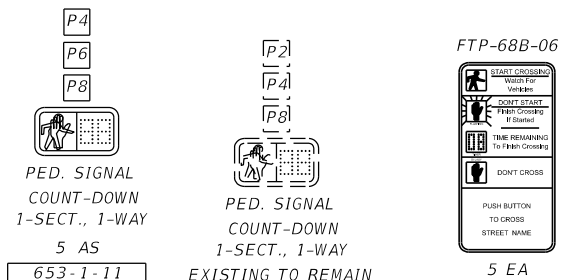 P4
P6
P8
PED. SIGNAL
COUNT-DOWN
1-SECT., 1-WAY
5 AS
653-1-11
P2
P4
P8
PED. SIGNAL
COUNT-DOWN
1-SECT., 1-WAY
EXISTING TO REMAIN
FTP-68B-06
START CROSSING
Watch For
Vehicles
DON'T START
Finish Crossing
If Started
TIME REMAINING
To Finish Crossing
DON'T CROSS
PUSH BUTTON
TO CROSS
STREET NAME
5 EA